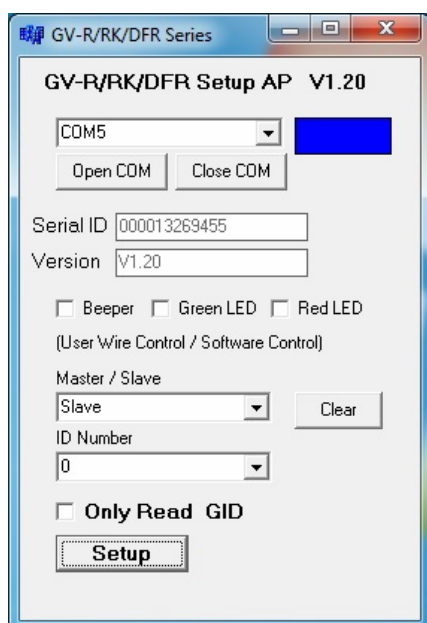 GV-R/RK/DFR Series
GV-R/RK/DFR Setup AP V1.20
COM5
Open COM Close COM
Serial ID 000013269455
Version V1.20
Beeper Green LED Red LED
(User Wire Control / Software Control)
Master / Slave
Slave Clear
ID Number
0
Only Read GID
Setup